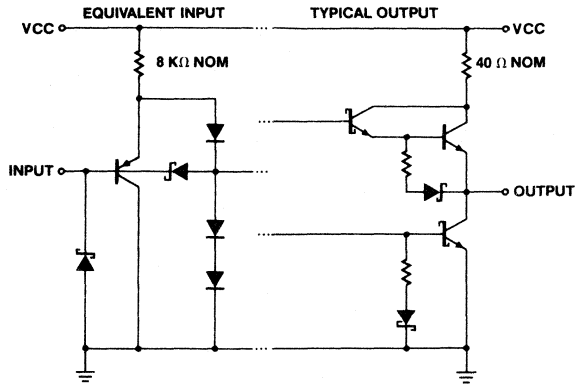 EQUIVALENT INPUT
TYPICAL OUTPUT
VCC
VCC
8 KΩ NOM
40 Ω NOM
INPUT
OUTPUT